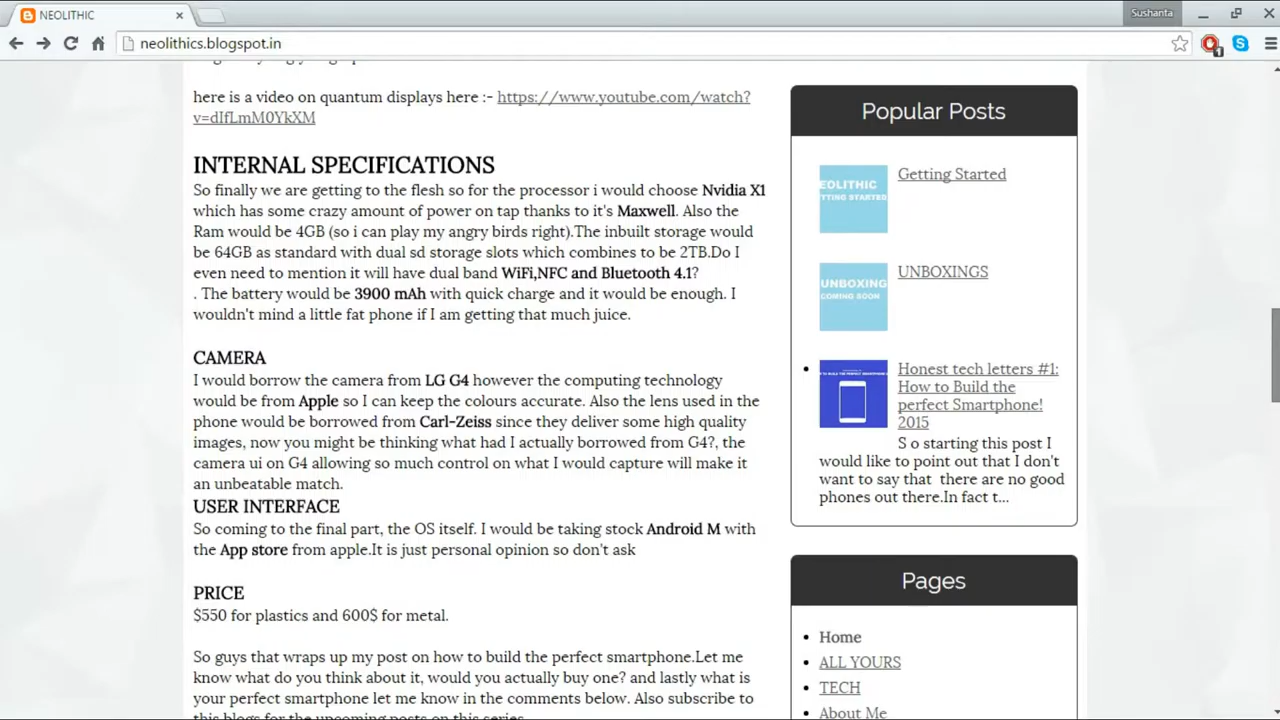 NEOLITHIC
Sushanta
neolithics.blogspot.in
1
here is a video on quantum displays here :- https://www.youtube.com/watch?
v=dIfLmM0YkXM
INTERNAL SPECIFICATIONS
So finally we are getting to the flesh so for the processor i would choose Nvidia X1
which has some crazy amount of power on tap thanks to it's Maxwell. Also the
Ram would be 4GB (so i can play my angry birds right).The inbuilt storage would
be 64GB as standard with dual sd storage slots which combines to be 2TB.Do I
even need to mention it will have dual band WiFi,NFC and Bluetooth 4.1?
. The battery would be 3900 mAh with quick charge and it would be enough. I
wouldn't mind a little fat phone if I am getting that much juice.
CAMERA
I would borrow the camera from LG G4 however the computing technology
would be from Apple so I can keep the colours accurate. Also the lens used in the
phone would be borrowed from Carl-Zeiss since they deliver some high quality
images, now you might be thinking what had I actually borrowed from G4?, the
camera ui on G4 allowing so much control on what I would capture will make it
an unbeatable match.
USER INTERFACE
So coming to the final part, the OS itself. I would be taking stock Android M with
the App store from apple.It is just personal opinion so don't ask
PRICE
$550 for plastics and 600$ for metal.
So guys that wraps up my post on how to build the perfect smartphone.Let me
know what do you think about it, would you actually buy one? and lastly what is
your perfect smartphone let me know in the comments below. Also subscribe to
this blogs for the upcoming posts on this series
Popular Posts
EOLITHIC
TTING STARTED
Getting Started
UNBOXING
COMING SOON
UNBOXINGS
Honest tech letters #1:
How to Build the
perfect Smartphone!
2015
S o starting this post I
would like to point out that I don't
want to say that there are no good
phones out there.In fact t...
Pages
Home
ALL YOURS
TECH
About Me